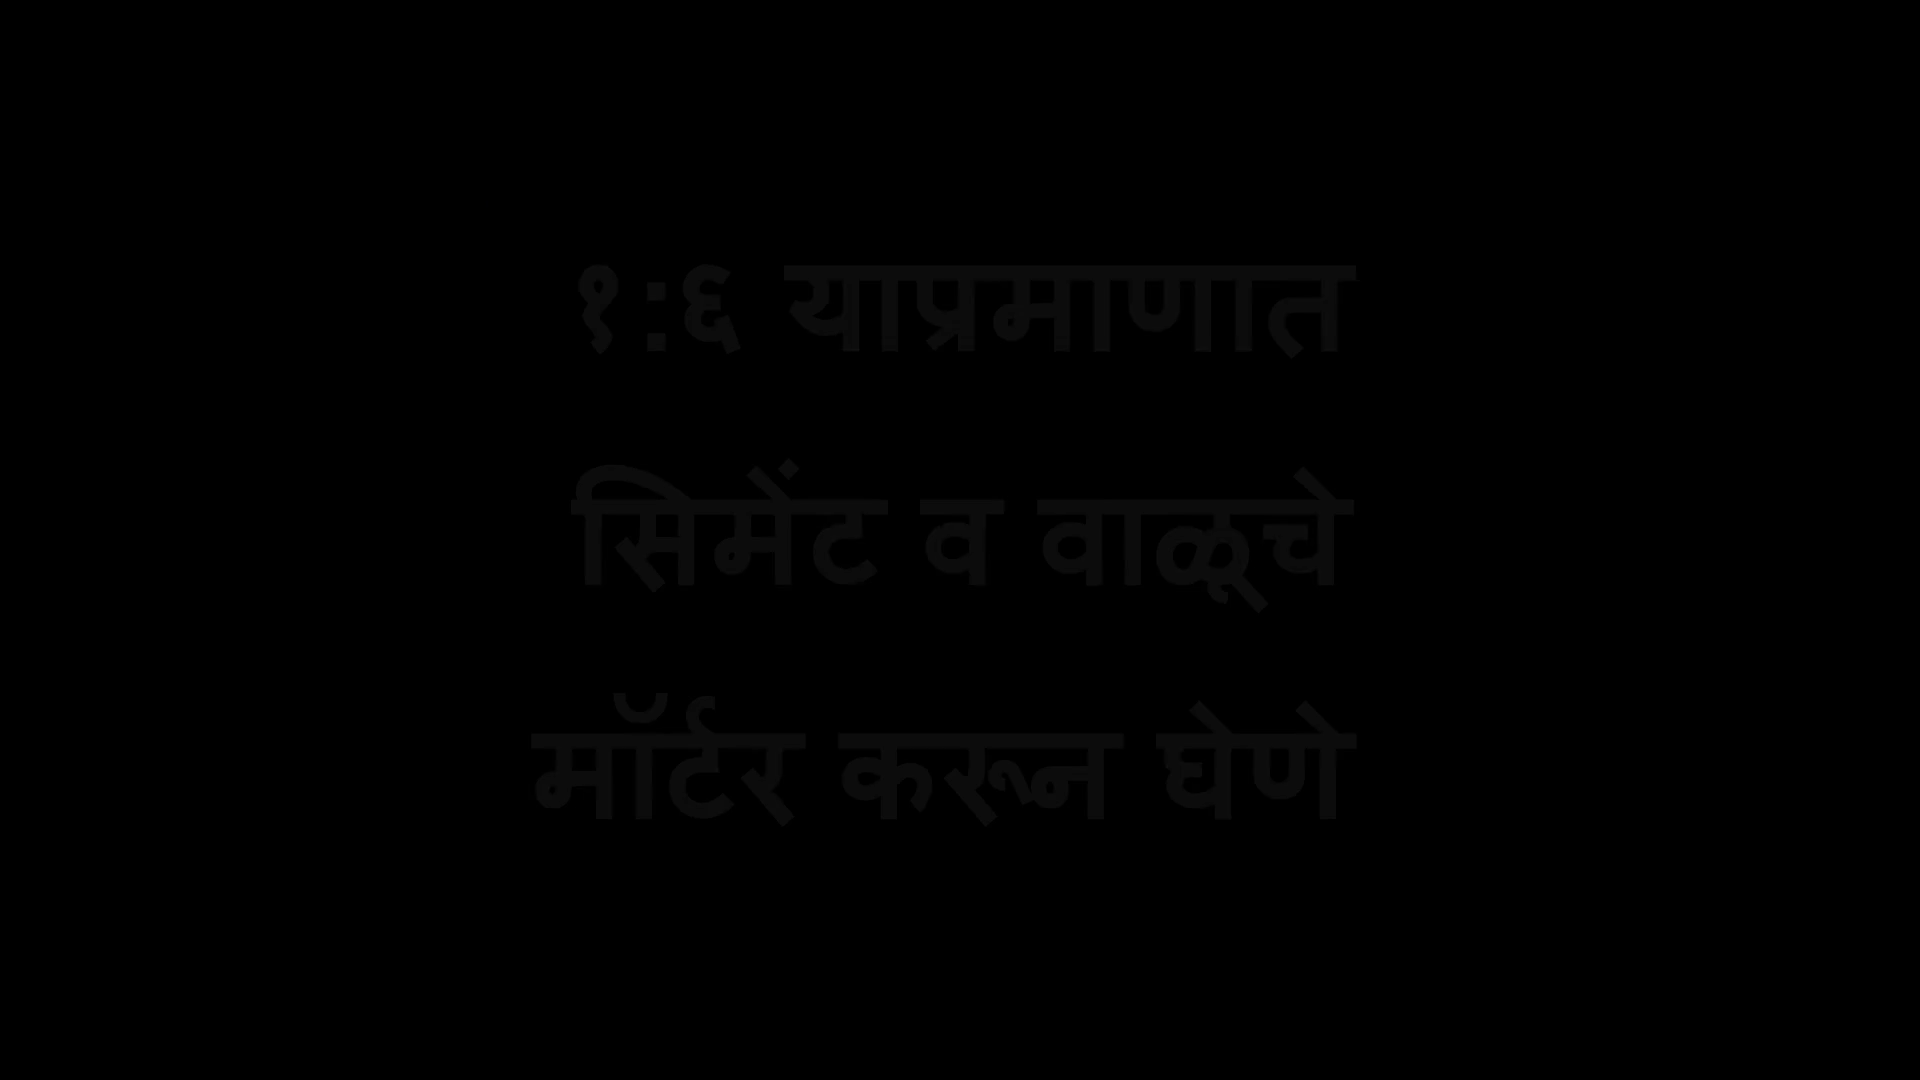 १:६ याप्रमाणात
सिमेंट व वाळूचे
मॉर्टर करून घेणे